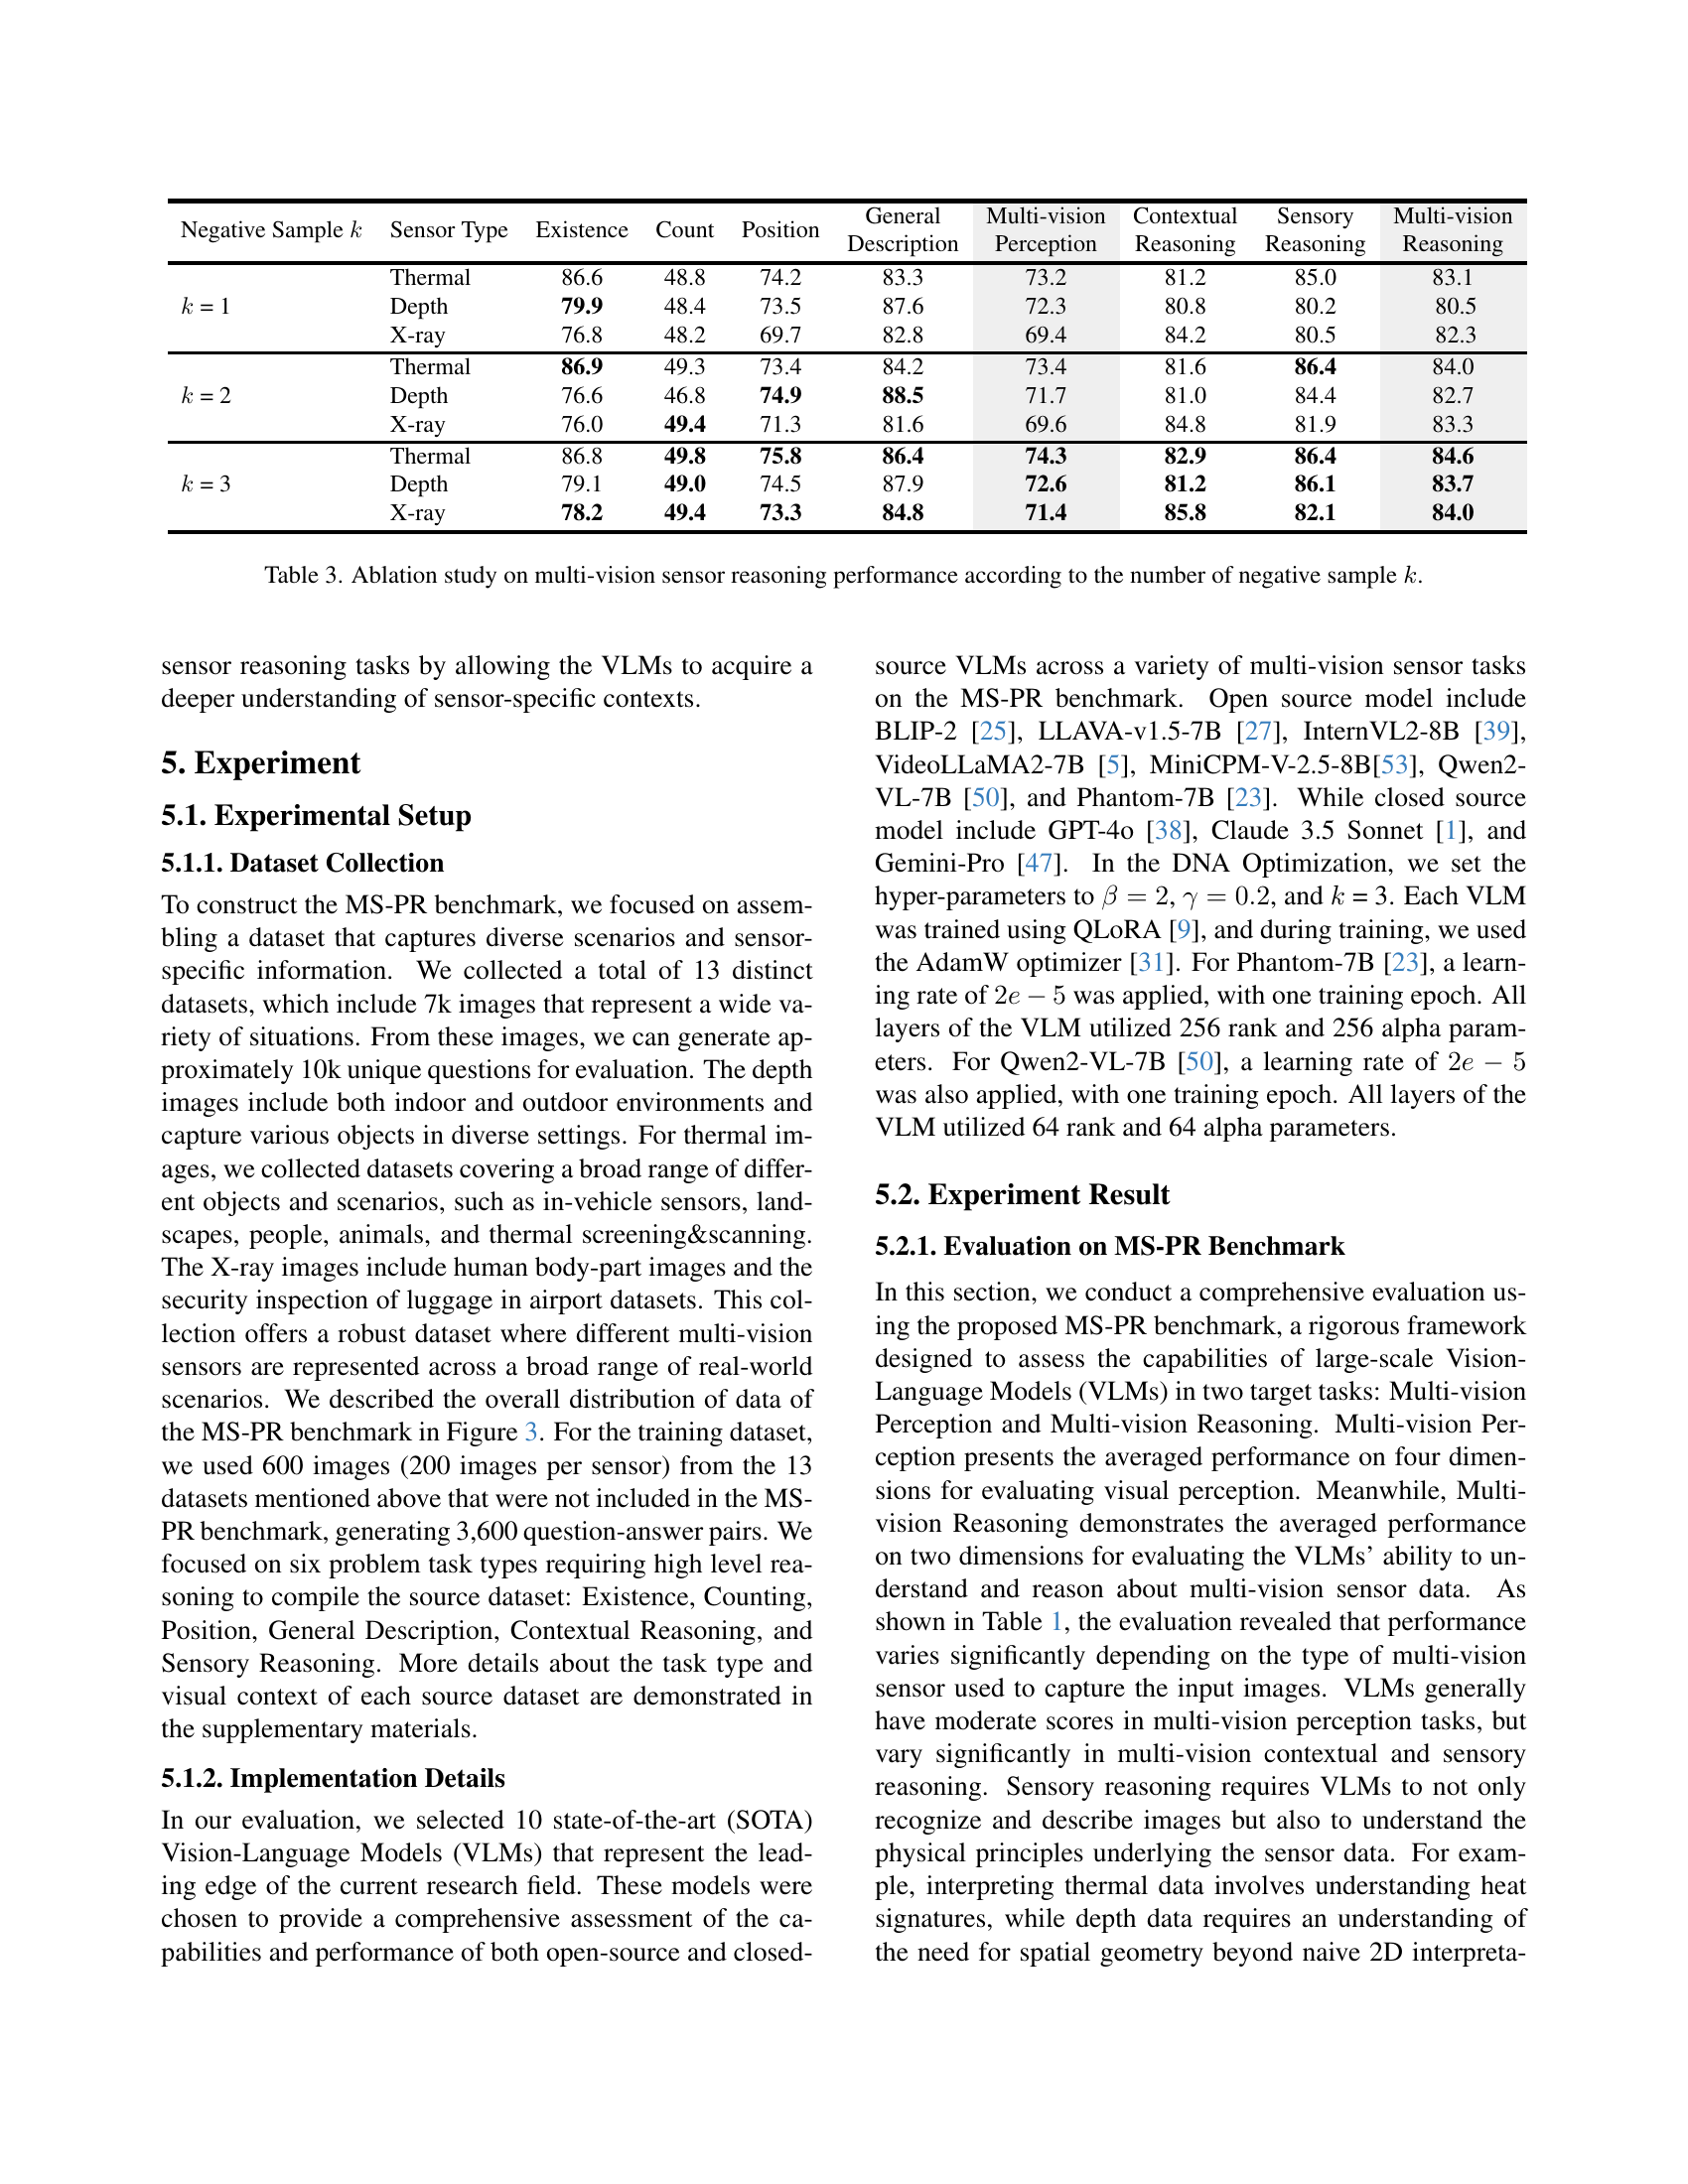 Negative Sample k Sensor Type Existence Count Position General Description Multi-vision Perception Contextual Reasoning Sensory Reasoning Multi-vision Reasoning
k = 1
Thermal 86.6 48.8 74.2 83.3 73.2 81.2 85.0 83.1
Depth 79.9 48.4 73.5 87.6 72.3 80.8 80.2 80.5
X-ray 76.8 48.2 69.7 82.8 69.4 84.2 80.5 82.3
k = 2
Thermal 86.9 49.3 73.4 84.2 73.4 81.6 86.4 84.0
Depth 76.6 46.8 74.9 88.5 71.7 81.0 84.4 82.7
X-ray 76.0 49.4 71.3 81.6 69.6 84.8 81.9 83.3
k = 3
Thermal 86.8 49.8 75.8 86.4 74.3 82.9 86.4 84.6
Depth 79.1 49.0 74.5 87.9 72.6 81.2 86.1 83.7
X-ray 78.2 49.4 73.3 84.8 71.4 85.8 82.1 84.0
Table 3. Ablation study on multi-vision sensor reasoning performance according to the number of negative sample k.
sensor reasoning tasks by allowing the VLMs to acquire a
deeper understanding of sensor-specific contexts.
5. Experiment
5.1. Experimental Setup
5.1.1. Dataset Collection
To construct the MS-PR benchmark, we focused on assem-
bling a dataset that captures diverse scenarios and sensor-
specific information. We collected a total of 13 distinct
datasets, which include 7k images that represent a wide va-
riety of situations. From these images, we can generate ap-
proximately 10k unique questions for evaluation. The depth
images include both indoor and outdoor environments and
capture various objects in diverse settings. For thermal im-
ages, we collected datasets covering a broad range of differ-
ent objects and scenarios, such as in-vehicle sensors, land-
scapes, people, animals, and thermal screening&scanning.
The X-ray images include human body-part images and the
security inspection of luggage in airport datasets. This col-
lection offers a robust dataset where different multi-vision
sensors are represented across a broad range of real-world
scenarios. We described the overall distribution of data of
the MS-PR benchmark in Figure 3. For the training dataset,
we used 600 images (200 images per sensor) from the 13
datasets mentioned above that were not included in the MS-
PR benchmark, generating 3,600 question-answer pairs. We
focused on six problem task types requiring high level rea-
soning to compile the source dataset: Existence, Counting,
Position, General Description, Contextual Reasoning, and
Sensory Reasoning. More details about the task type and
visual context of each source dataset are demonstrated in
the supplementary materials.
5.1.2. Implementation Details
In our evaluation, we selected 10 state-of-the-art (SOTA)
Vision-Language Models (VLMs) that represent the lead-
ing edge of the current research field. These models were
chosen to provide a comprehensive assessment of the ca-
pabilities and performance of both open-source and closed-
source VLMs across a variety of multi-vision sensor tasks
on the MS-PR benchmark. Open source model include
BLIP-2 [25], LLAVA-v1.5-7B [27], InternVL2-8B [39],
VideoLLaMA2-7B [5], MiniCPM-V-2.5-8B[53], Qwen2-
VL-7B [50], and Phantom-7B [23]. While closed source
model include GPT-4o [38], Claude 3.5 Sonnet [1], and
Gemini-Pro [47]. In the DNA Optimization, we set the
hyper-parameters to β = 2, γ = 0.2, and k = 3. Each VLM
was trained using QLoRA [9], and during training, we used
the AdamW optimizer [31]. For Phantom-7B [23], a learn-
ing rate of 2e − 5 was applied, with one training epoch. All
layers of the VLM utilized 256 rank and 256 alpha param-
eters. For Qwen2-VL-7B [50], a learning rate of 2e − 5
was also applied, with one training epoch. All layers of the
VLM utilized 64 rank and 64 alpha parameters.
5.2. Experiment Result
5.2.1. Evaluation on MS-PR Benchmark
In this section, we conduct a comprehensive evaluation us-
ing the proposed MS-PR benchmark, a rigorous framework
designed to assess the capabilities of large-scale Vision-
Language Models (VLMs) in two target tasks: Multi-vision
Perception and Multi-vision Reasoning. Multi-vision Per-
ception presents the averaged performance on four dimen-
sions for evaluating visual perception. Meanwhile, Multi-
vision Reasoning demonstrates the averaged performance
on two dimensions for evaluating the VLMs' ability to un-
derstand and reason about multi-vision sensor data. As
shown in Table 1, the evaluation revealed that performance
varies significantly depending on the type of multi-vision
sensor used to capture the input images. VLMs generally
have moderate scores in multi-vision perception tasks, but
vary significantly in multi-vision contextual and sensory
reasoning. Sensory reasoning requires VLMs to not only
recognize and describe images but also to understand the
physical principles underlying the sensor data. For exam-
ple, interpreting thermal data involves understanding heat
signatures, while depth data requires an understanding of
the need for spatial geometry beyond naive 2D interpreta-